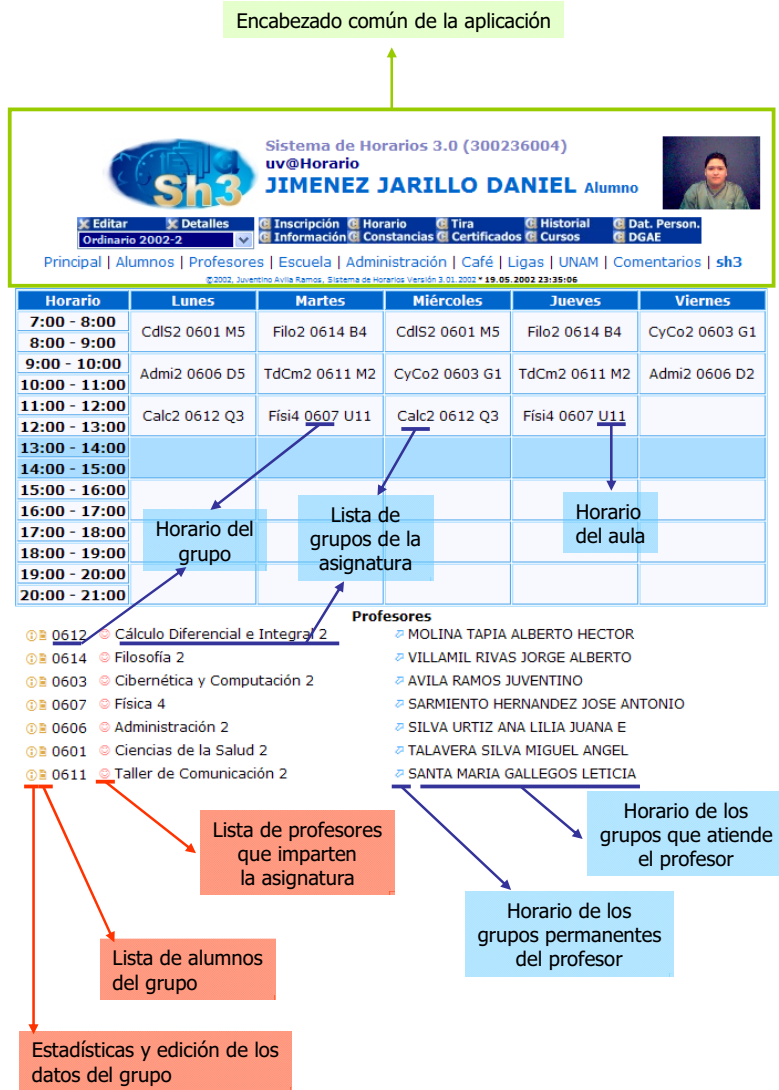 Encabezado común de la aplicación
Sistema de Horarios 3.0 (300236004)
uv@Horario
Sh3
JIMENEZ JARILLO DANIEL Alumno
Editar Detalles Inscripción Horario Tira Historial Dat. Person.
Ordinario 2002-2 Información Constancias Certificados Cursos DGAE
Principal | Alumnos | Profesores | Escuela | Administración | Café | Ligas | UNAM | Comentarios | sh3
©2002, Juventino Avila Ramos, Sistema de Horarios Versión 3.01.2002 * 19.05.2002 23:35:06
Horario Lunes Martes Miércoles Jueves Viernes
7:00 - 8:00
CdlS2 0601 M5 Filo2 0614 B4 CdlS2 0601 M5 Filo2 0614 B4 CyCo2 0603 G1
8:00 - 9:00
9:00 - 10:00
Admi2 0606 D5 TdCm2 0611 M2 CyCo2 0603 G1 TdCm2 0611 M2 Admi2 0606 D2
10:00 - 11:00
11:00 - 12:00
Calc2 0612 Q3 Físi4 0607 U11 Calc2 0612 Q3 Físi4 0607 U11
12:00 - 13:00
13:00 - 14:00
14:00 - 15:00
15:00 - 16:00
16:00 - 17:00
17:00 - 18:00
18:00 - 19:00
19:00 - 20:00
20:00 - 21:00
Horario del
grupo
Lista de
grupos de la
asignatura
Horario
del aula
Profesores
0612 Cálculo Diferencial e Integral 2 MOLINA TAPIA ALBERTO HECTOR
0614 Filosofía 2 VILLAMIL RIVAS JORGE ALBERTO
0603 Cibernética y Computación 2 AVILA RAMOS JUVENTINO
0607 Física 4 SARMIENTO HERNANDEZ JOSE ANTONIO
0606 Administración 2 SILVA URTIZ ANA LILIA JUANA E
0601 Ciencias de la Salud 2 TALAVERA SILVA MIGUEL ANGEL
0611 Taller de Comunicación 2 SANTA MARIA GALLEGOS LETICIA
Lista de profesores
que imparten
la asignatura
Horario de los
grupos que atiende
el profesor
Horario de los
grupos permanentes
del profesor
Lista de alumnos
del grupo
Estadísticas y edición de los
datos del grupo